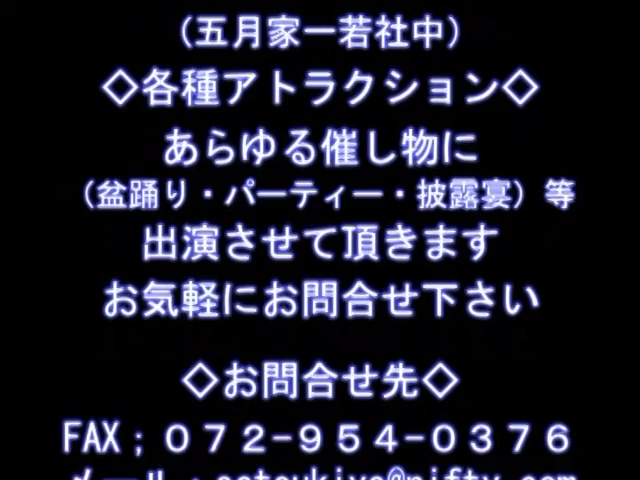 （五月家一若社中）
◇各種アトラクション◇
あらゆる催し物に
（盆踊り・パーティー・披露宴）等
出演させて頂きます
お気軽にお問合せ下さい
◇お問合せ先◇
FAX；０７２−９５４−０３７６